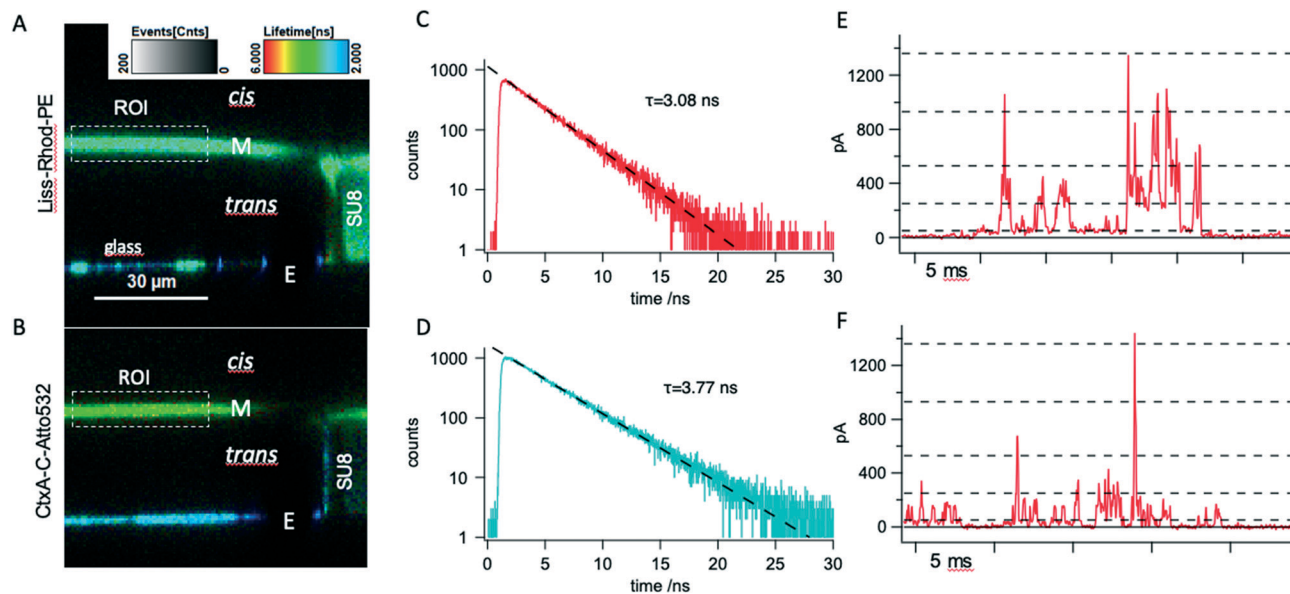 A
Liss-Rhod-PE
Events[Cnts]
200
0
Lifetime[ns]
6.000
2.000
ROI
cis
M
trans
SU8
glass
30 µm
E
B
CtxA-C-Atto532
ROI
cis
M
trans
SU8
E
C
counts
1000
100
10
1
τ=3.08 ns
0 5 10 15 20 25 30
time /ns
D
counts
1000
100
10
1
τ=3.77 ns
0 5 10 15 20 25 30
time /ns
E
pA
1200
800
400
0
5 ms
F
pA
1200
800
400
0
5 ms